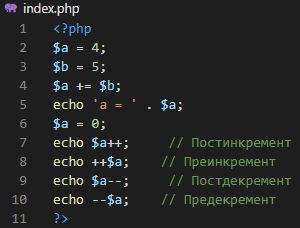 index.php
1 <?php
2 $a = 4;
3 $b = 5;
4 $a += $b;
5 echo 'a = ' . $a;
6 $a = 0;
7 echo $a++; // Постинкремент
8 echo ++$a; // Преинкремент
9 echo $a--; // Постдекремент
10 echo --$a; // Предекремент
11 ?>